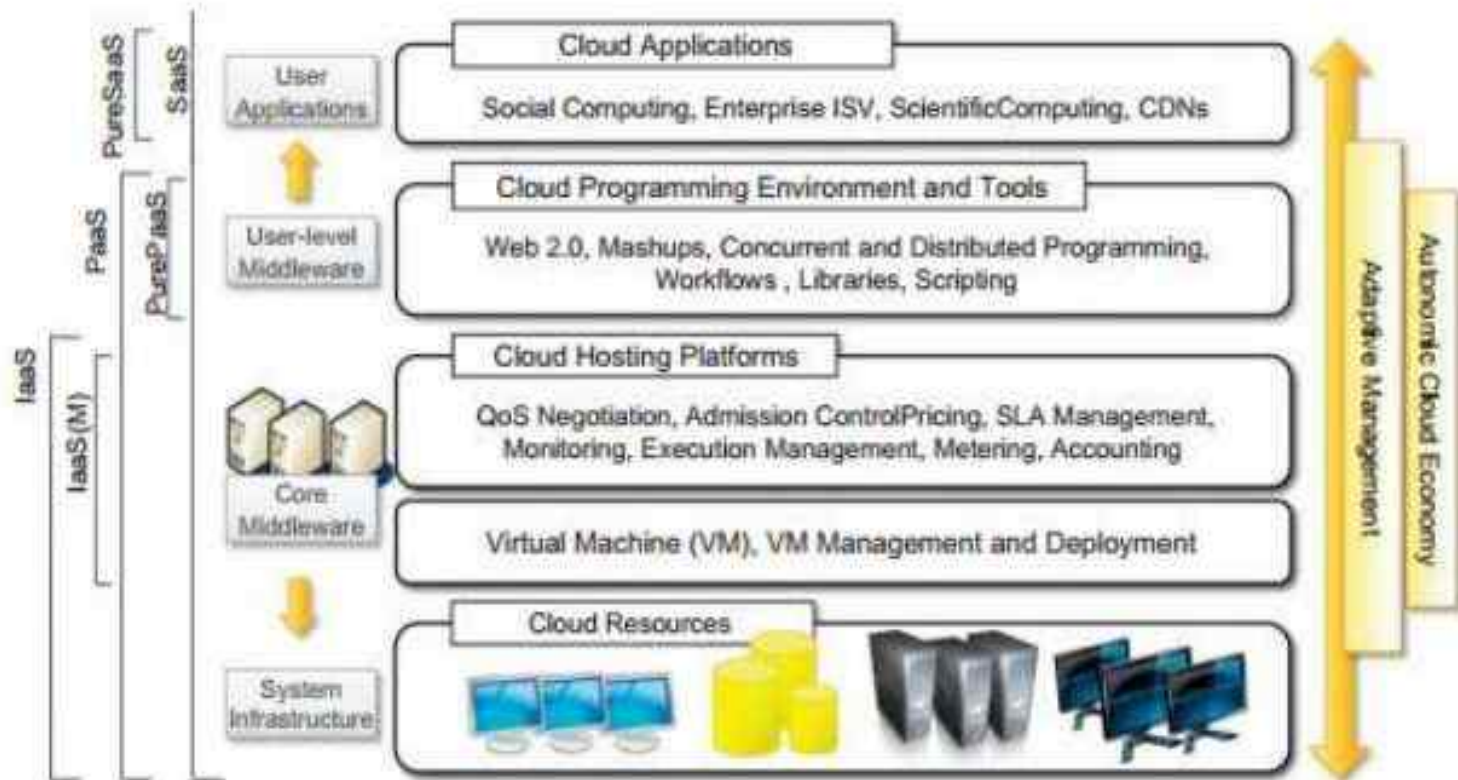 PureSaaS
SaaS
User
Applications
Cloud Applications
Social Computing, Enterprise ISV, ScientificComputing, CDNs
PaaS
PureP aaS
User-level
Middleware
Cloud Programming Environment and Tools
Web 2.0, Mashups, Concurrent and Distributed Programming,
Workflows , Libraries, Scripting
IaaS
IaaS (M)
Core
Middleware
Cloud Hosting Platforms
QoS Negotiation, Admission ControlPricing, SLA Management,
Monitoring, Execution Management, Metering, Accounting
Virtual Machine (VM), VM Management and Deployment
System
Infrastructure
Cloud Resources
Adaptive Management
Autonomic Cloud Economy